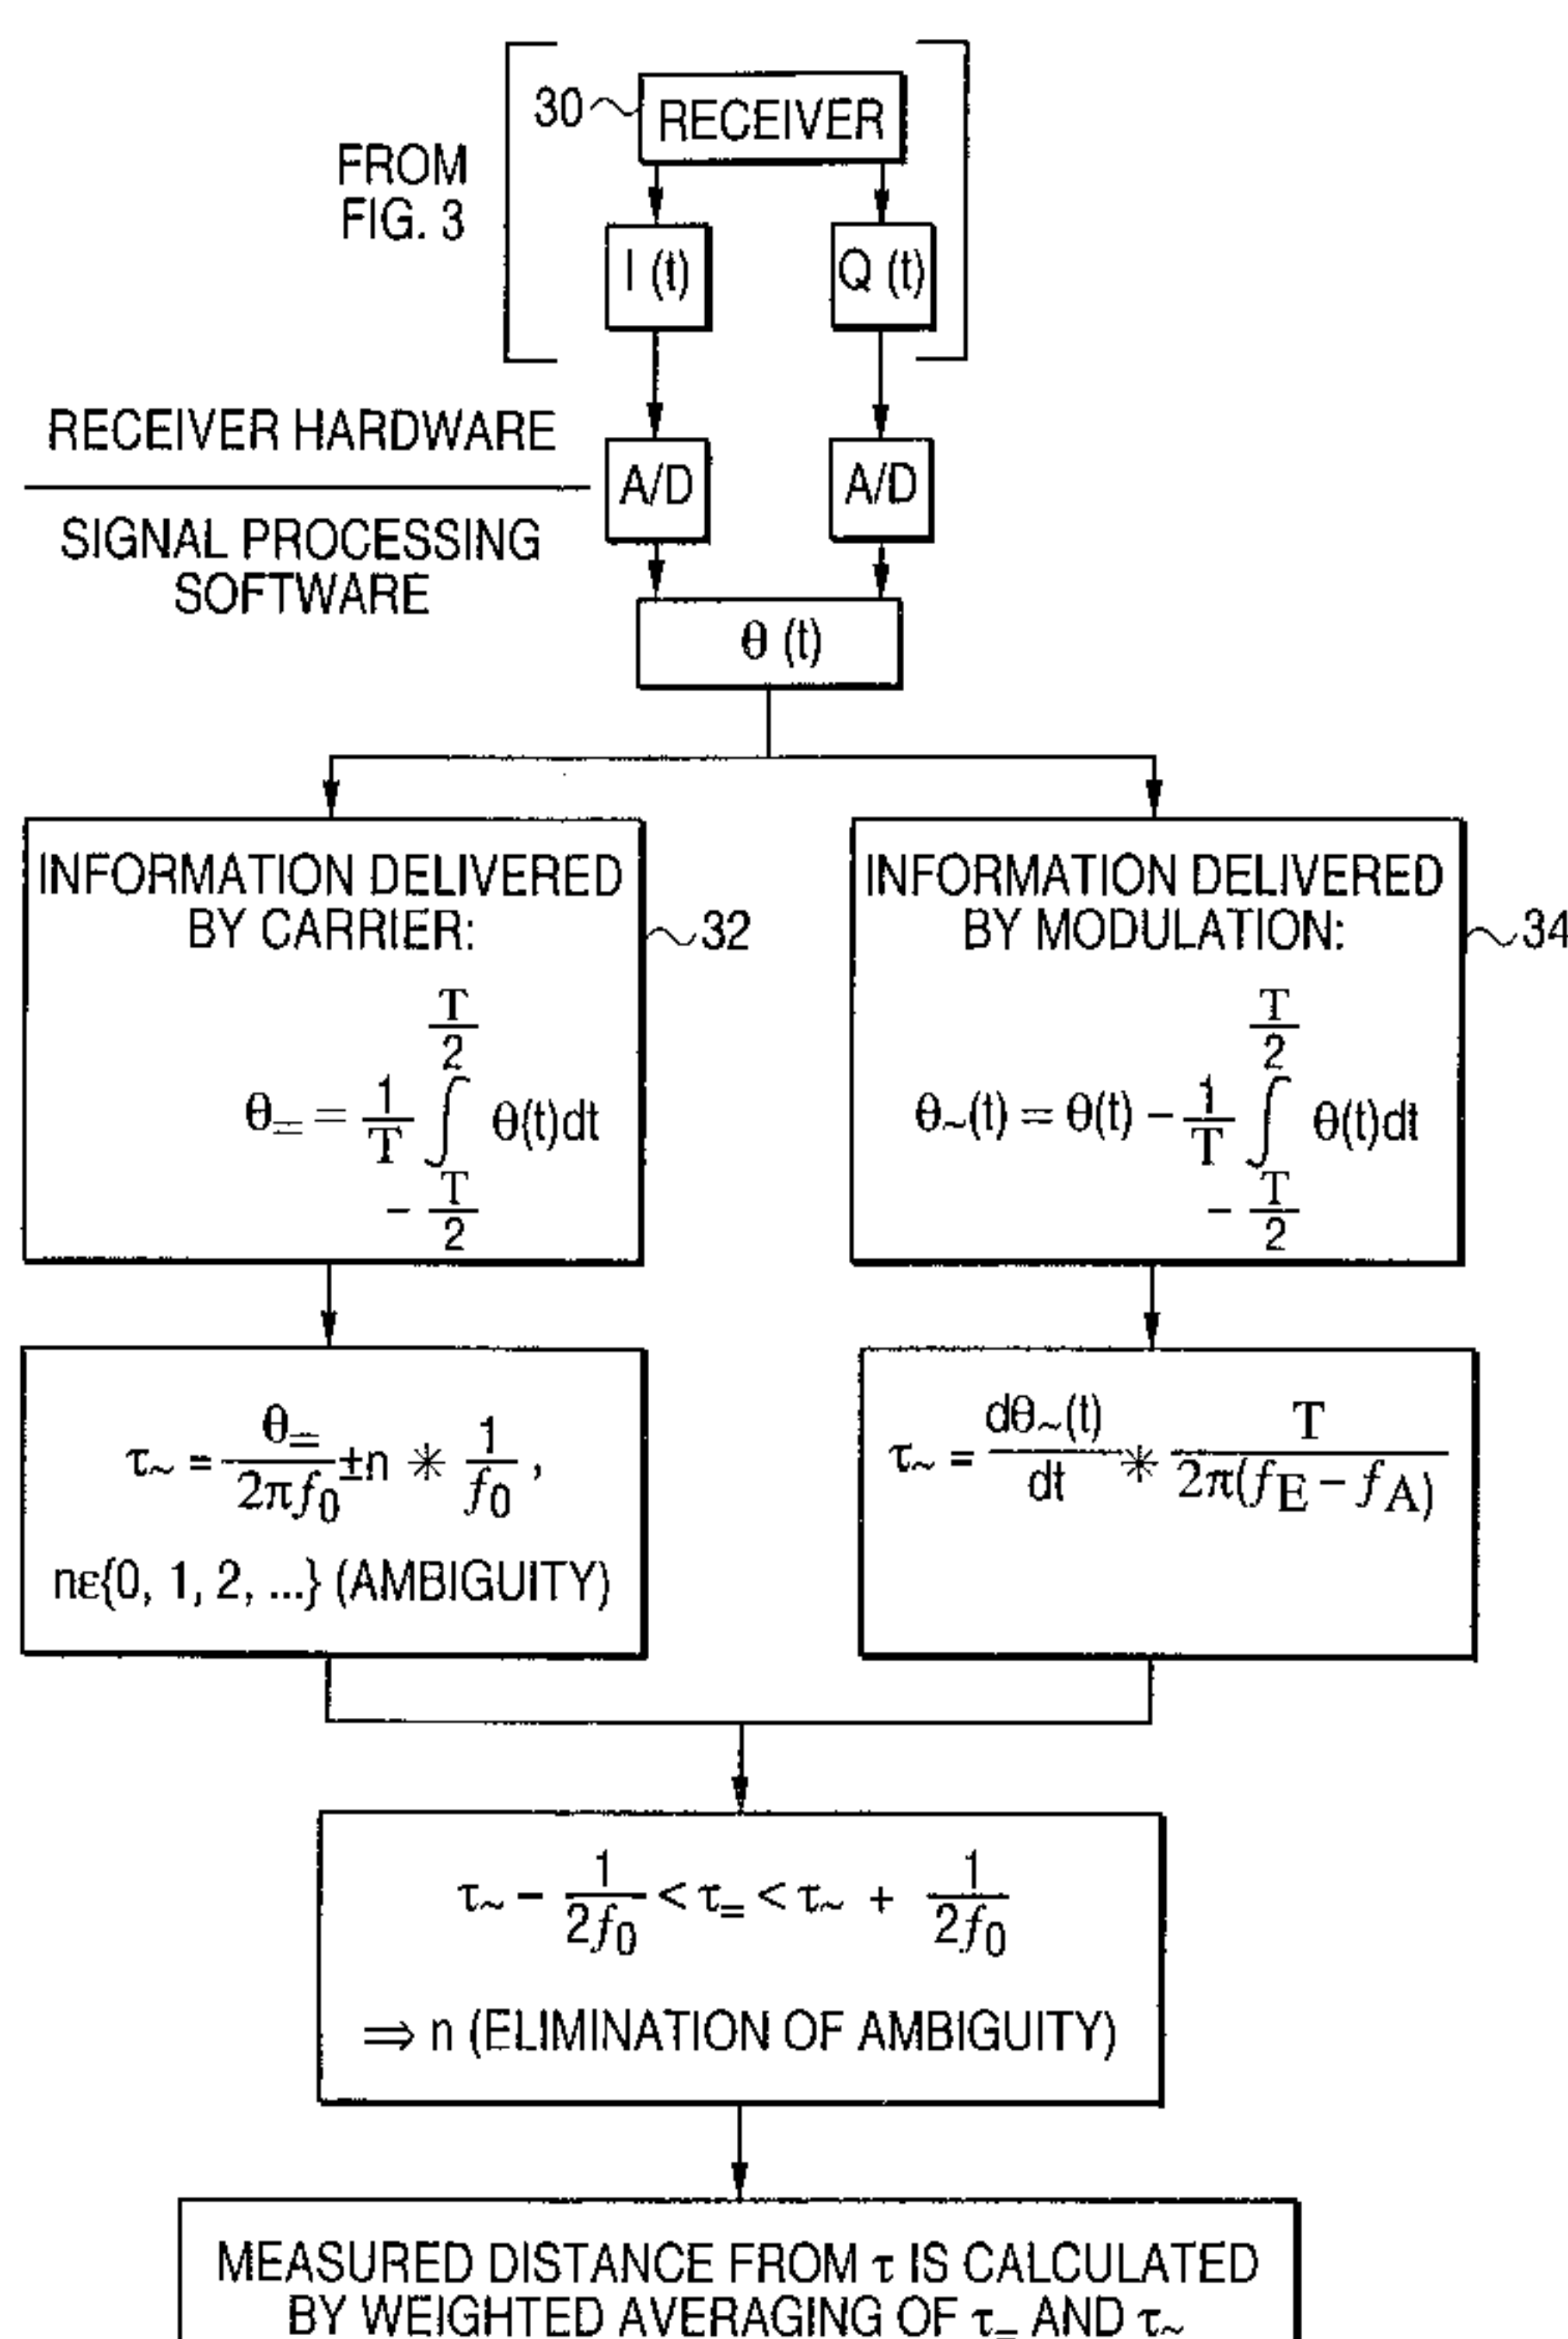 30 RECEIVER
FROM
FIG. 3
I (t) Q (t)
RECEIVER HARDWARE
A/D A/D
SIGNAL PROCESSING
SOFTWARE
θ (t)
INFORMATION DELIVERED
BY CARRIER:
32
θ₌ = 1/T ∫_{-T/2}^{T/2} θ(t)dt
INFORMATION DELIVERED
BY MODULATION:
34
θ~(t) = θ(t) – 1/T ∫_{-T/2}^{T/2} θ(t)dt
τ~ = θ₌/2πf₀ ±n * 1/f₀ ,
nε{0, 1, 2, ...} (AMBIGUITY)
τ~ = dθ~(t)/dt * T/2π(f_E – f_A)
τ~ – 1/2f₀ < τ₌ < τ~ + 1/2f₀
⇒ n (ELIMINATION OF AMBIGUITY)
MEASURED DISTANCE FROM τ IS CALCULATED
BY WEIGHTED AVERAGING OF τ₌ AND τ~